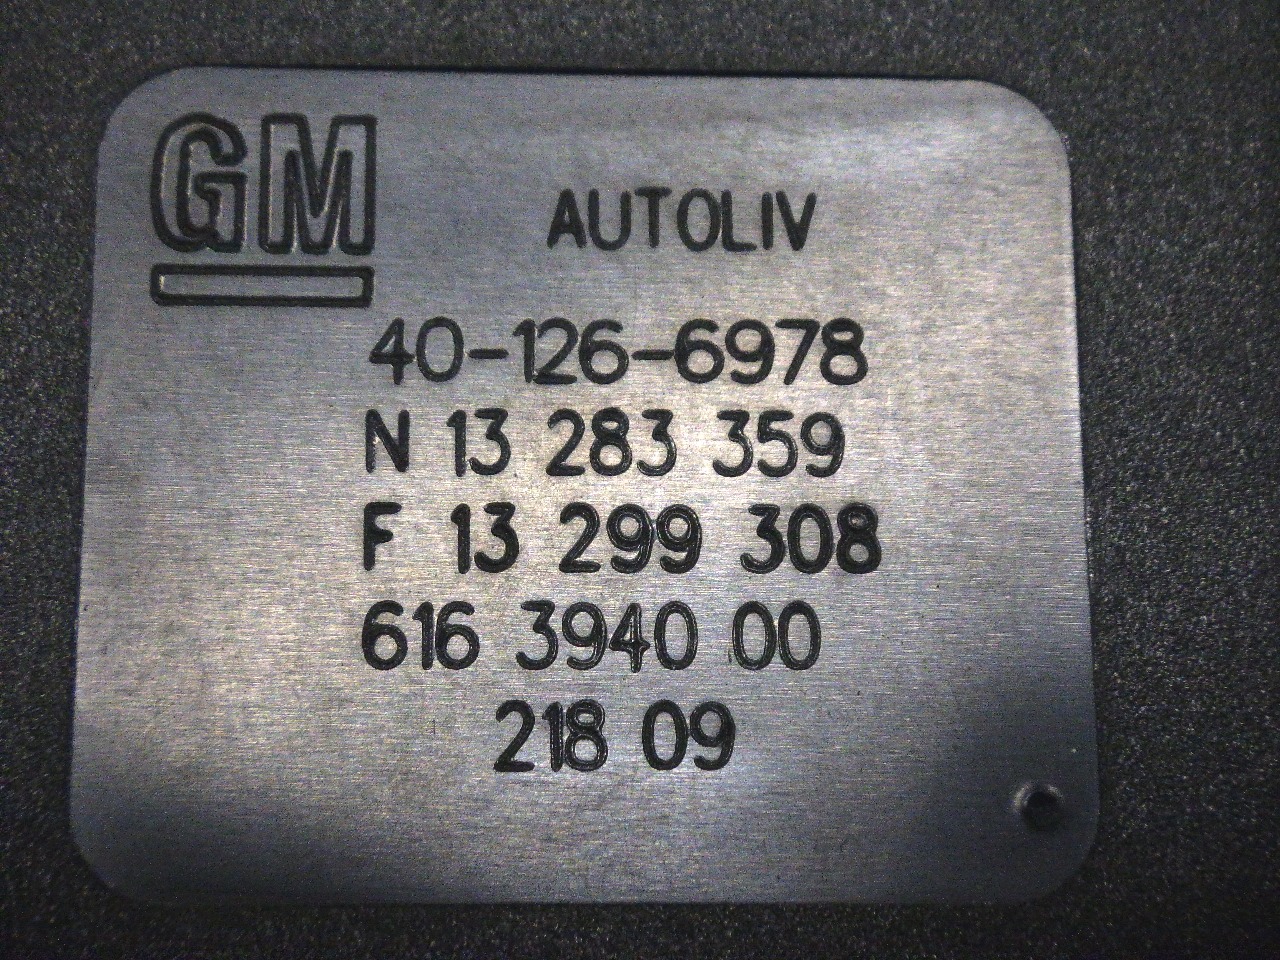 GM
AUTOLIV
40-126-6978
N 13 283 359
F 13 299 308
616 3940 00
218 09